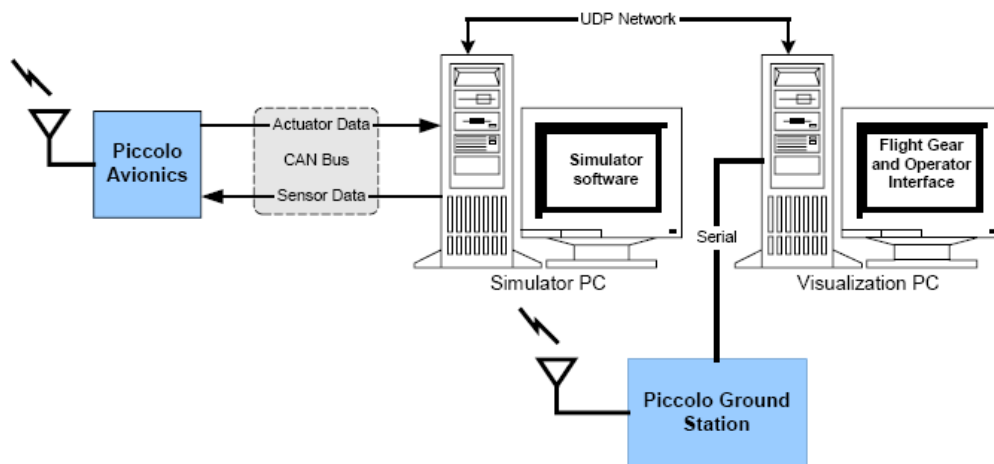 UDP Network
Piccolo
Avionics
Actuator Data
CAN Bus
Sensor Data
Simulator
software
Flight Gear
and Operator
Interface
Serial
Simulator PC
Visualization PC
Piccolo Ground
Station